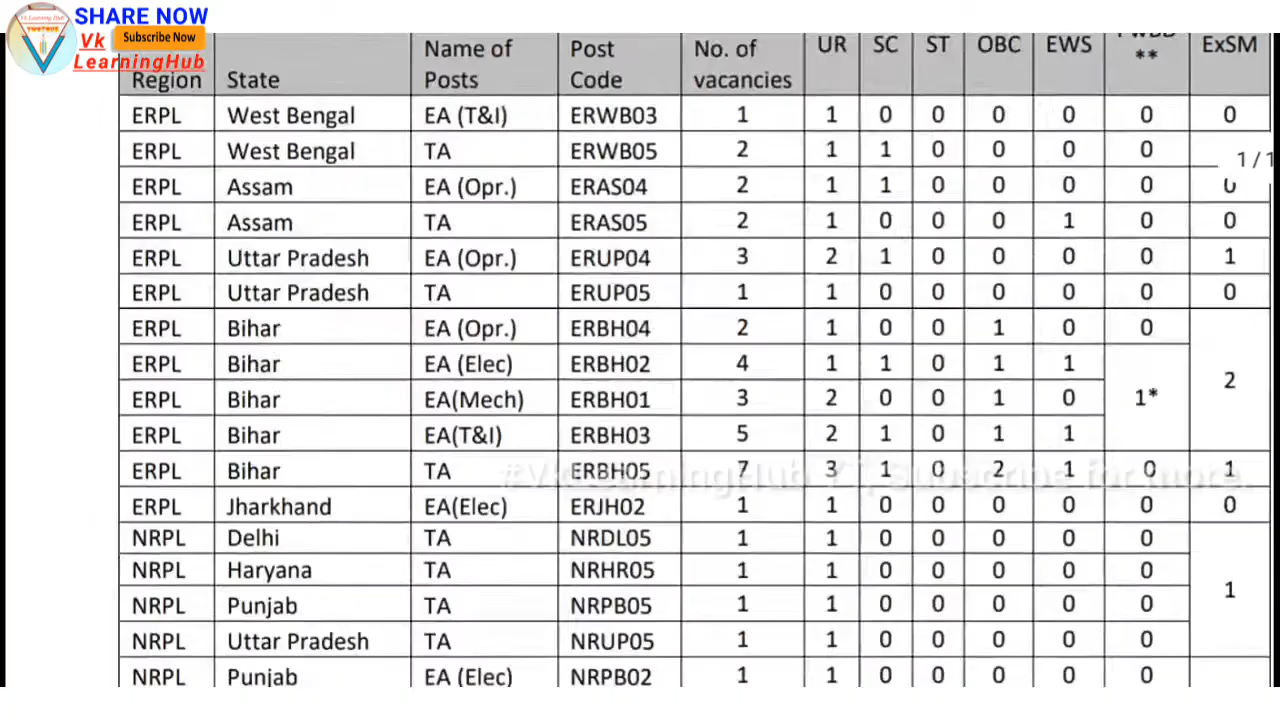 SHARE NOW
Vk Learning Hub
Subscribe Now
Vk
LearningHub
Region State Name of Posts Post Code No. of vacancies UR SC ST OBC EWS ** ExSM
ERPL West Bengal EA (T&I) ERWB03 1 1 0 0 0 0 0 0
ERPL West Bengal TA ERWB05 2 1 1 0 0 0 0
1 / 1
ERPL Assam EA (Opr.) ERAS04 2 1 1 0 0 0 0 0
ERPL Assam TA ERAS05 2 1 0 0 0 1 0 0
ERPL Uttar Pradesh EA (Opr.) ERUP04 3 2 1 0 0 0 0 1
ERPL Uttar Pradesh TA ERUP05 1 1 0 0 0 0 0 0
ERPL Bihar EA (Opr.) ERBH04 2 1 0 0 1 0 0
ERPL Bihar EA (Elec) ERBH02 4 1 1 0 1 1
2
ERPL Bihar EA(Mech) ERBH01 3 2 0 0 1 0 1*
ERPL Bihar EA(T&I) ERBH03 5 2 1 0 1 1
ERPL Bihar TA ERBH05 7 3 1 0 2 1 0 1
#VkLearningHub YT, Subscribe for more.
ERPL Jharkhand EA(Elec) ERJH02 1 1 0 0 0 0 0 0
NRPL Delhi TA NRDL05 1 1 0 0 0 0 0
NRPL Haryana TA NRHR05 1 1 0 0 0 0 0
1
NRPL Punjab TA NRPB05 1 1 0 0 0 0 0
NRPL Uttar Pradesh TA NRUP05 1 1 0 0 0 0 0
NRPL Punjab EA (Elec) NRPB02 1 1 0 0 0 0 0